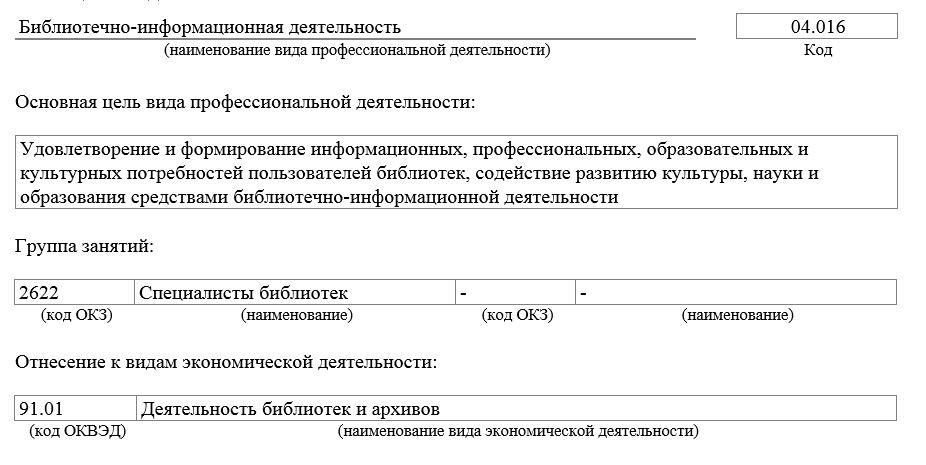 Библиотечно-информационная деятельность 04.016
(наименование вида профессиональной деятельности) Код
Основная цель вида профессиональной деятельности:
Удовлетворение и формирование информационных, профессиональных, образовательных и
культурных потребностей пользователей библиотек, содействие развитию культуры, науки и
образования средствами библиотечно-информационной деятельности
Группа занятий:
2622 Специалисты библиотек - -
(код ОКЗ) (наименование) (код ОКЗ) (наименование)
Отнесение к видам экономической деятельности:
91.01 Деятельность библиотек и архивов
(код ОКВЭД) (наименование вида экономической деятельности)